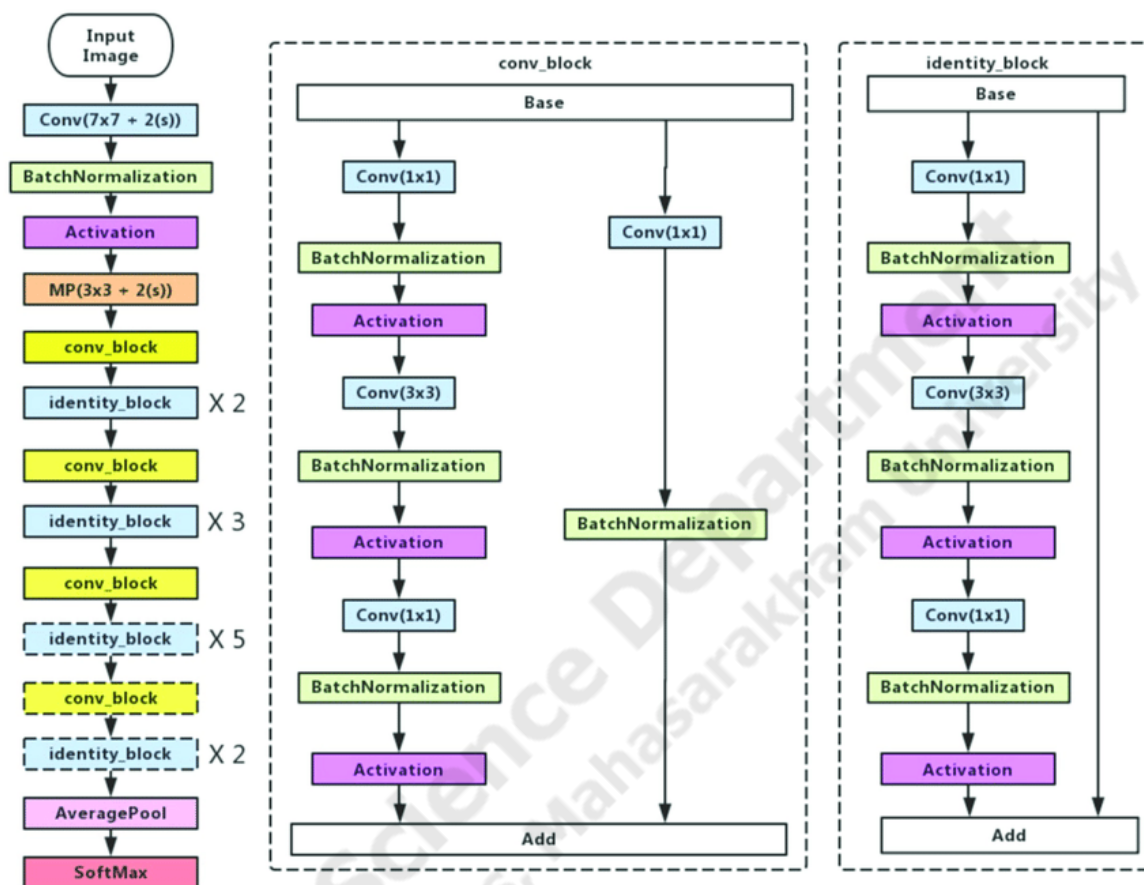 Input
Image
Conv(7x7 + 2(s))
BatchNormalization
Activation
MP(3x3 + 2(s))
conv_block
identity_block X 2
conv_block
identity_block X 3
conv_block
identity_block X 5
conv_block
identity_block X 2
AveragePool
SoftMax
conv_block
Base
Conv(1x1)
BatchNormalization
Activation
Conv(3x3)
BatchNormalization
Activation
Conv(1x1)
BatchNormalization
Activation
Conv(1x1)
BatchNormalization
Add
identity_block
Base
Conv(1x1)
BatchNormalization
Activation
Conv(3x3)
BatchNormalization
Activation
Conv(1x1)
BatchNormalization
Activation
Add
Science Department
Mahasarakham University